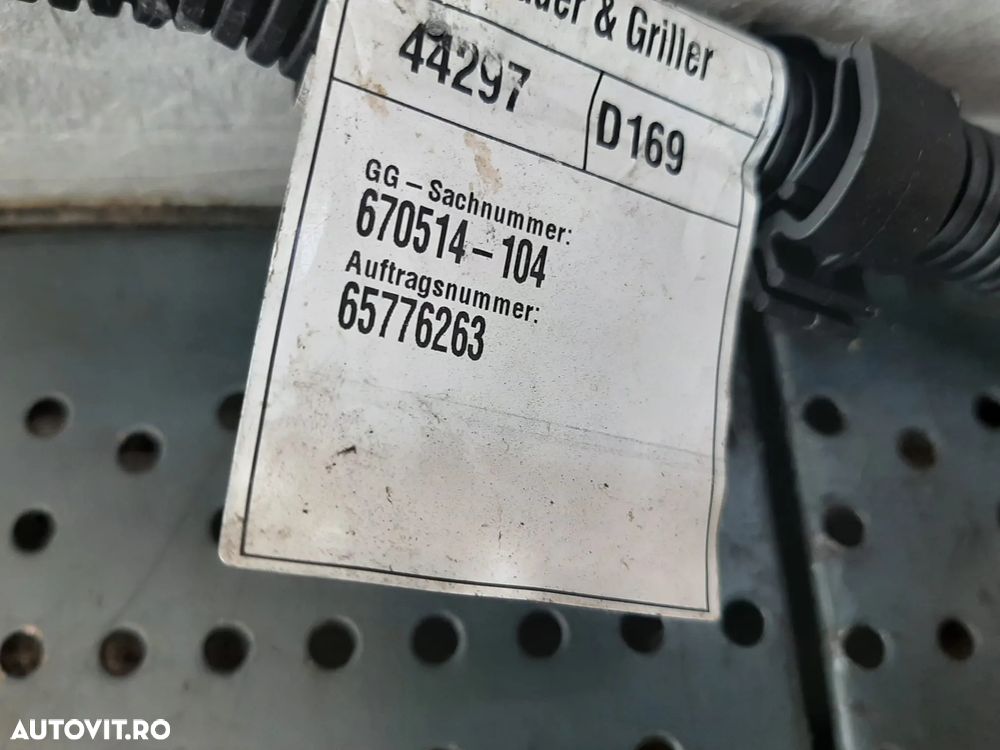 & Griller
44297
D169
GG – Sachnummer:
670514 – 104
Auftragsnummer:
65776263
AUTOVIT.RO